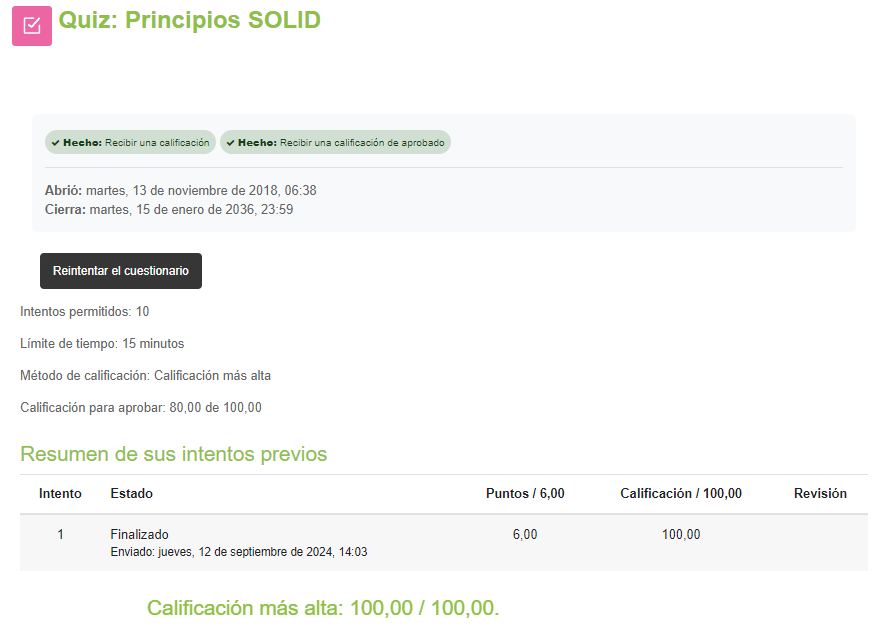 Quiz: Principios SOLID
✓ Hecho: Recibir una calificación ✓ Hecho: Recibir una calificación de aprobado
Abrió: martes, 13 de noviembre de 2018, 06:38
Cierra: martes, 15 de enero de 2036, 23:59
Reintentar el cuestionario
Intentos permitidos: 10
Límite de tiempo: 15 minutos
Método de calificación: Calificación más alta
Calificación para aprobar: 80,00 de 100,00
Resumen de sus intentos previos
Intento Estado Puntos / 6,00 Calificación / 100,00 Revisión
1 Finalizado 6,00 100,00
Enviado: jueves, 12 de septiembre de 2024, 14:03
Calificación más alta: 100,00 / 100,00.